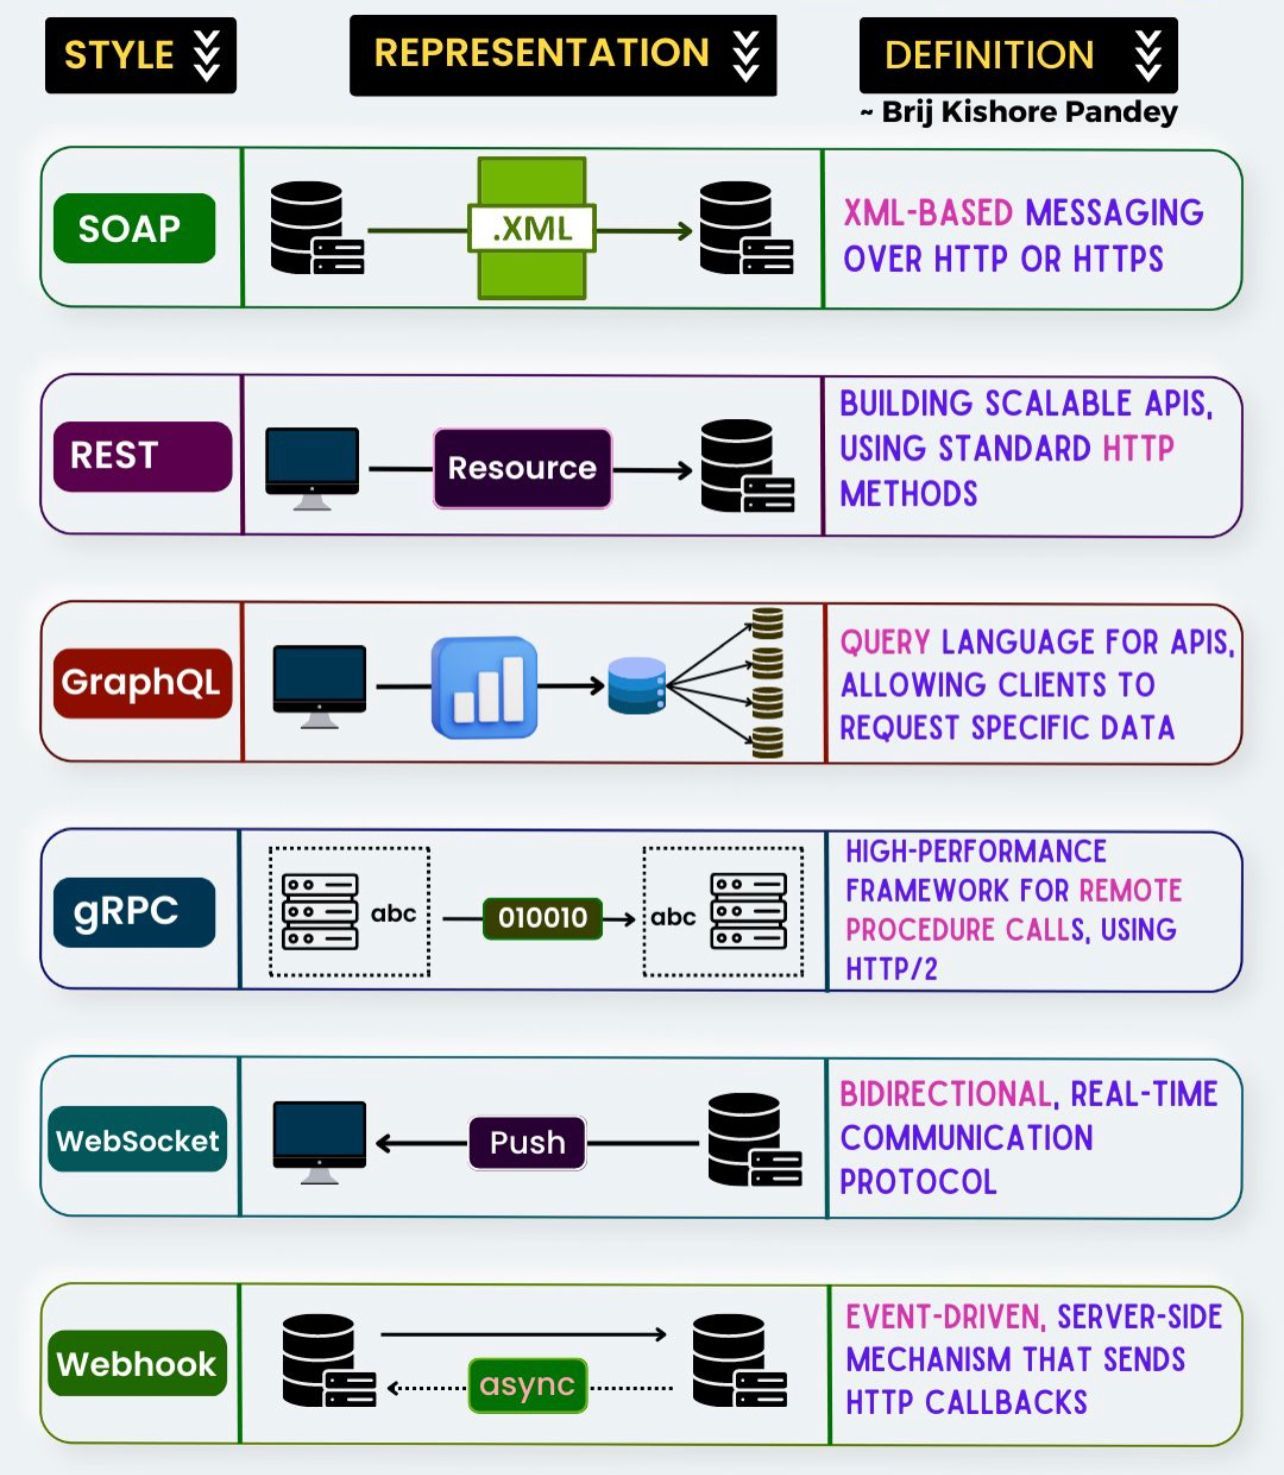 STYLE
REPRESENTATION
DEFINITION
~ Brij Kishore Pandey
SOAP
.XML
XML-BASED MESSAGING
OVER HTTP OR HTTPS
REST
Resource
BUILDING SCALABLE APIS,
USING STANDARD HTTP
METHODS
GraphQL
QUERY LANGUAGE FOR APIS,
ALLOWING CLIENTS TO
REQUEST SPECIFIC DATA
gRPC
abc
010010
abc
HIGH-PERFORMANCE
FRAMEWORK FOR REMOTE
PROCEDURE CALLS, USING
HTTP/2
WebSocket
Push
BIDIRECTIONAL, REAL-TIME
COMMUNICATION
PROTOCOL
Webhook
async
EVENT-DRIVEN, SERVER-SIDE
MECHANISM THAT SENDS
HTTP CALLBACKS